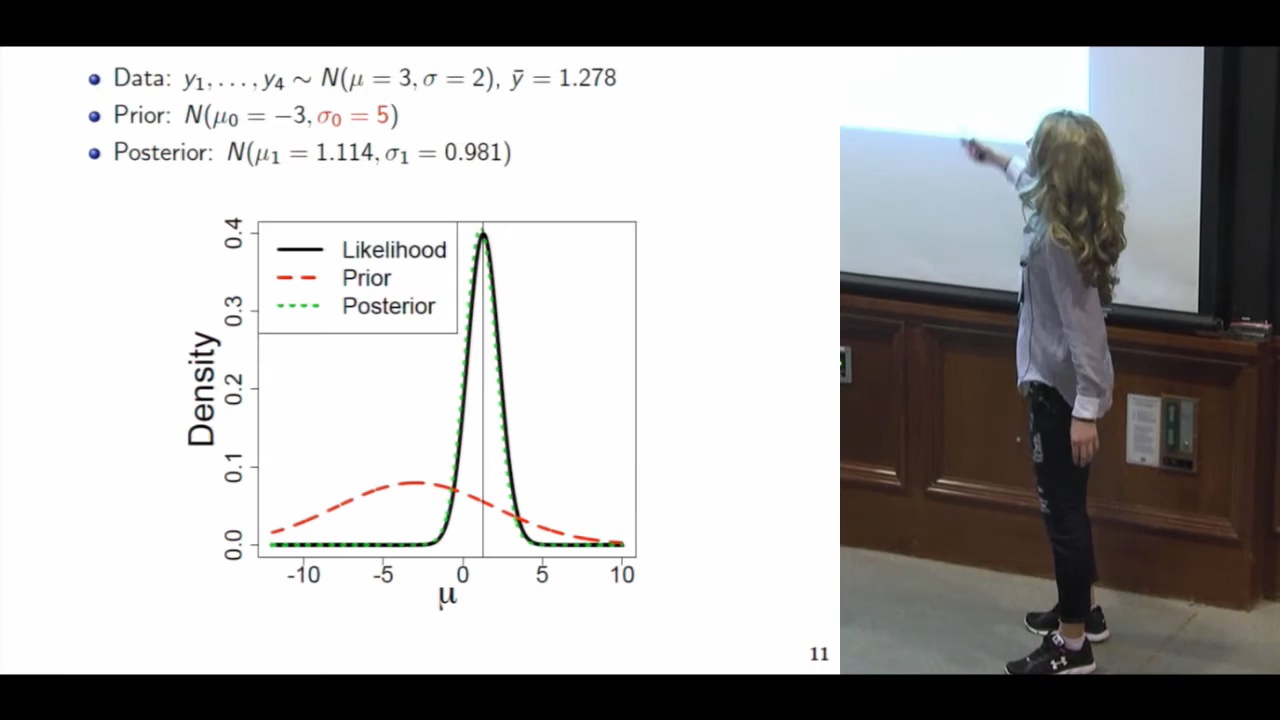 Data: y₁, …, y₄ ∼ N(μ = 3, σ = 2), ȳ = 1.278
Prior: N(μ₀ = −3, σ₀ = 5)
Posterior: N(μ₁ = 1.114, σ₁ = 0.981)
Likelihood
Prior
Posterior
Density
0.4
0.3
0.2
0.1
0.0
-10 -5 0 5 10
μ
11